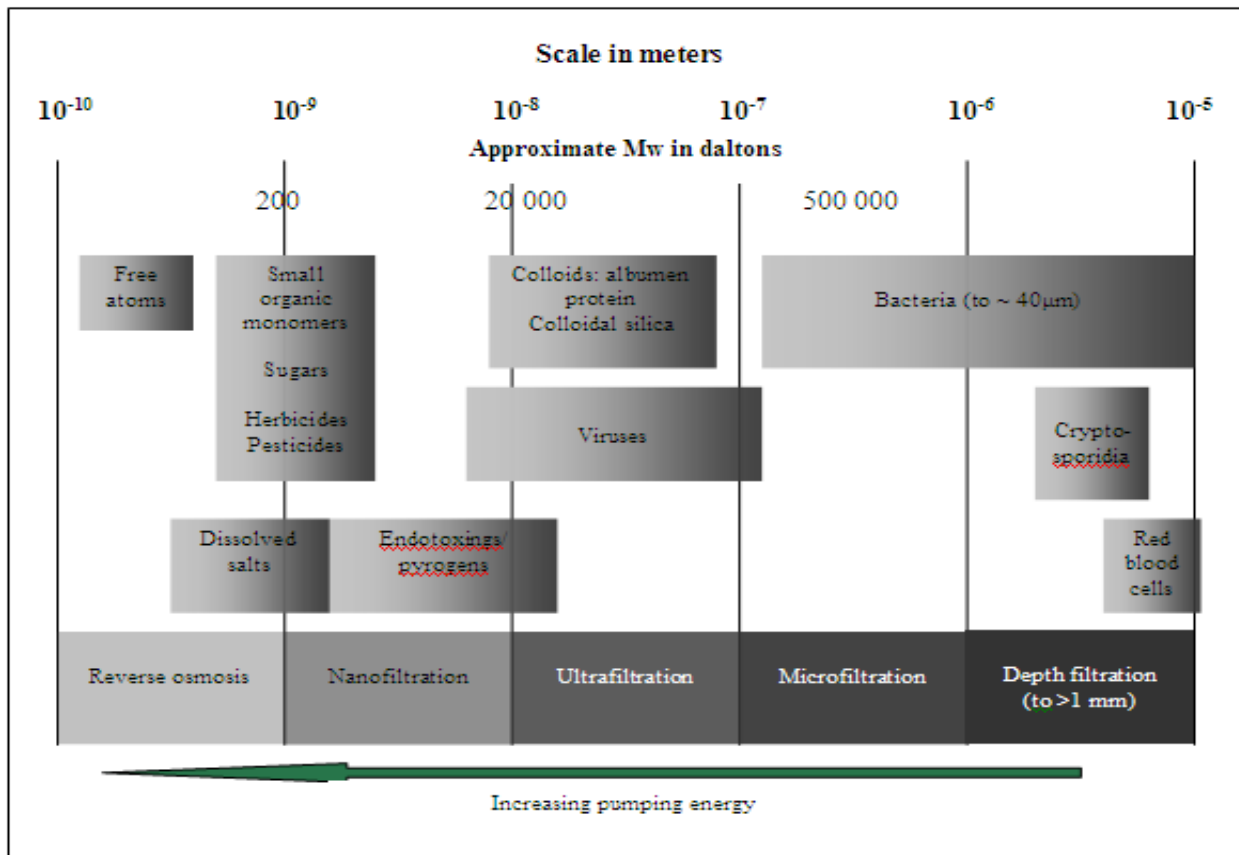 Scale in meters
10⁻¹⁰ 10⁻⁹ 10⁻⁸ 10⁻⁷ 10⁻⁶ 10⁻⁵
Approximate Mw in daltons
200 20 000 500 000
Free
atoms
Small
organic
monomers
Sugars
Herbicides
Pesticides
Colloids: albumen
protein
Colloidal silica
Bacteria (to ~ 40μm)
Viruses
Crypto-
sporidia
Dissolved
salts
Endotoxings/
pyrogens
Red
blood
cells
Reverse osmosis
Nanofiltration
Ultrafiltration
Microfiltration
Depth filtration
(to >1 mm)
Increasing pumping energy